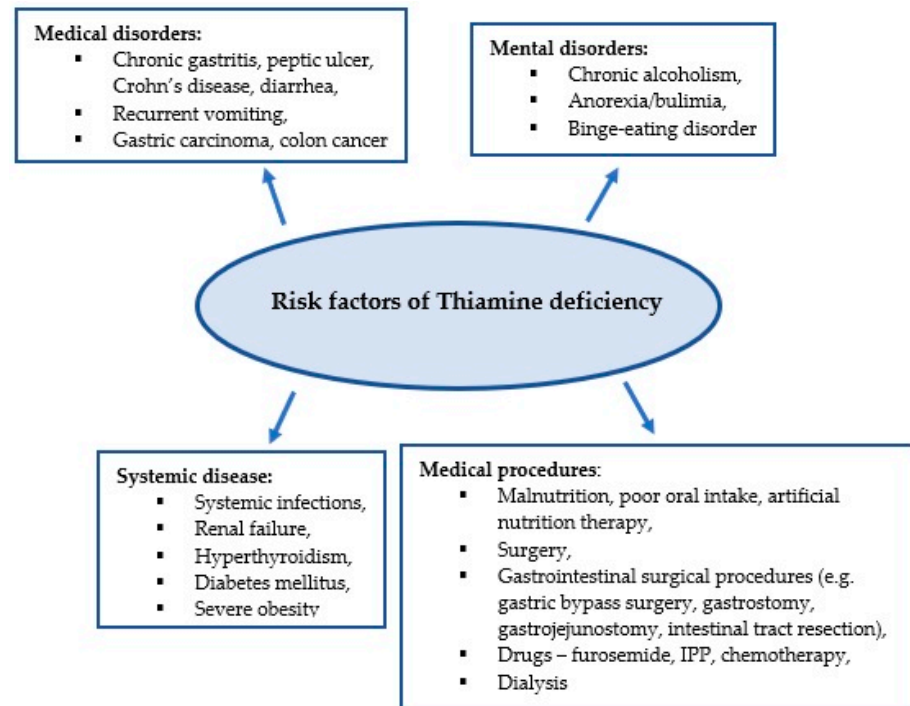 Medical disorders:
▪ Chronic gastritis, peptic ulcer,
Crohn’s disease, diarrhea,
▪ Recurrent vomiting,
▪ Gastric carcinoma, colon cancer
Mental disorders:
▪ Chronic alcoholism,
▪ Anorexia/bulimia,
▪ Binge-eating disorder
Risk factors of Thiamine deficiency
Systemic disease:
▪ Systemic infections,
▪ Renal failure,
▪ Hyperthyroidism,
▪ Diabetes mellitus,
▪ Severe obesity
Medical procedures:
▪ Malnutrition, poor oral intake, artificial
nutrition therapy,
▪ Surgery,
▪ Gastrointestinal surgical procedures (e.g.
gastric bypass surgery, gastrostomy,
gastrojejunostomy, intestinal tract resection),
▪ Drugs – furosemide, IPP, chemotherapy,
▪ Dialysis